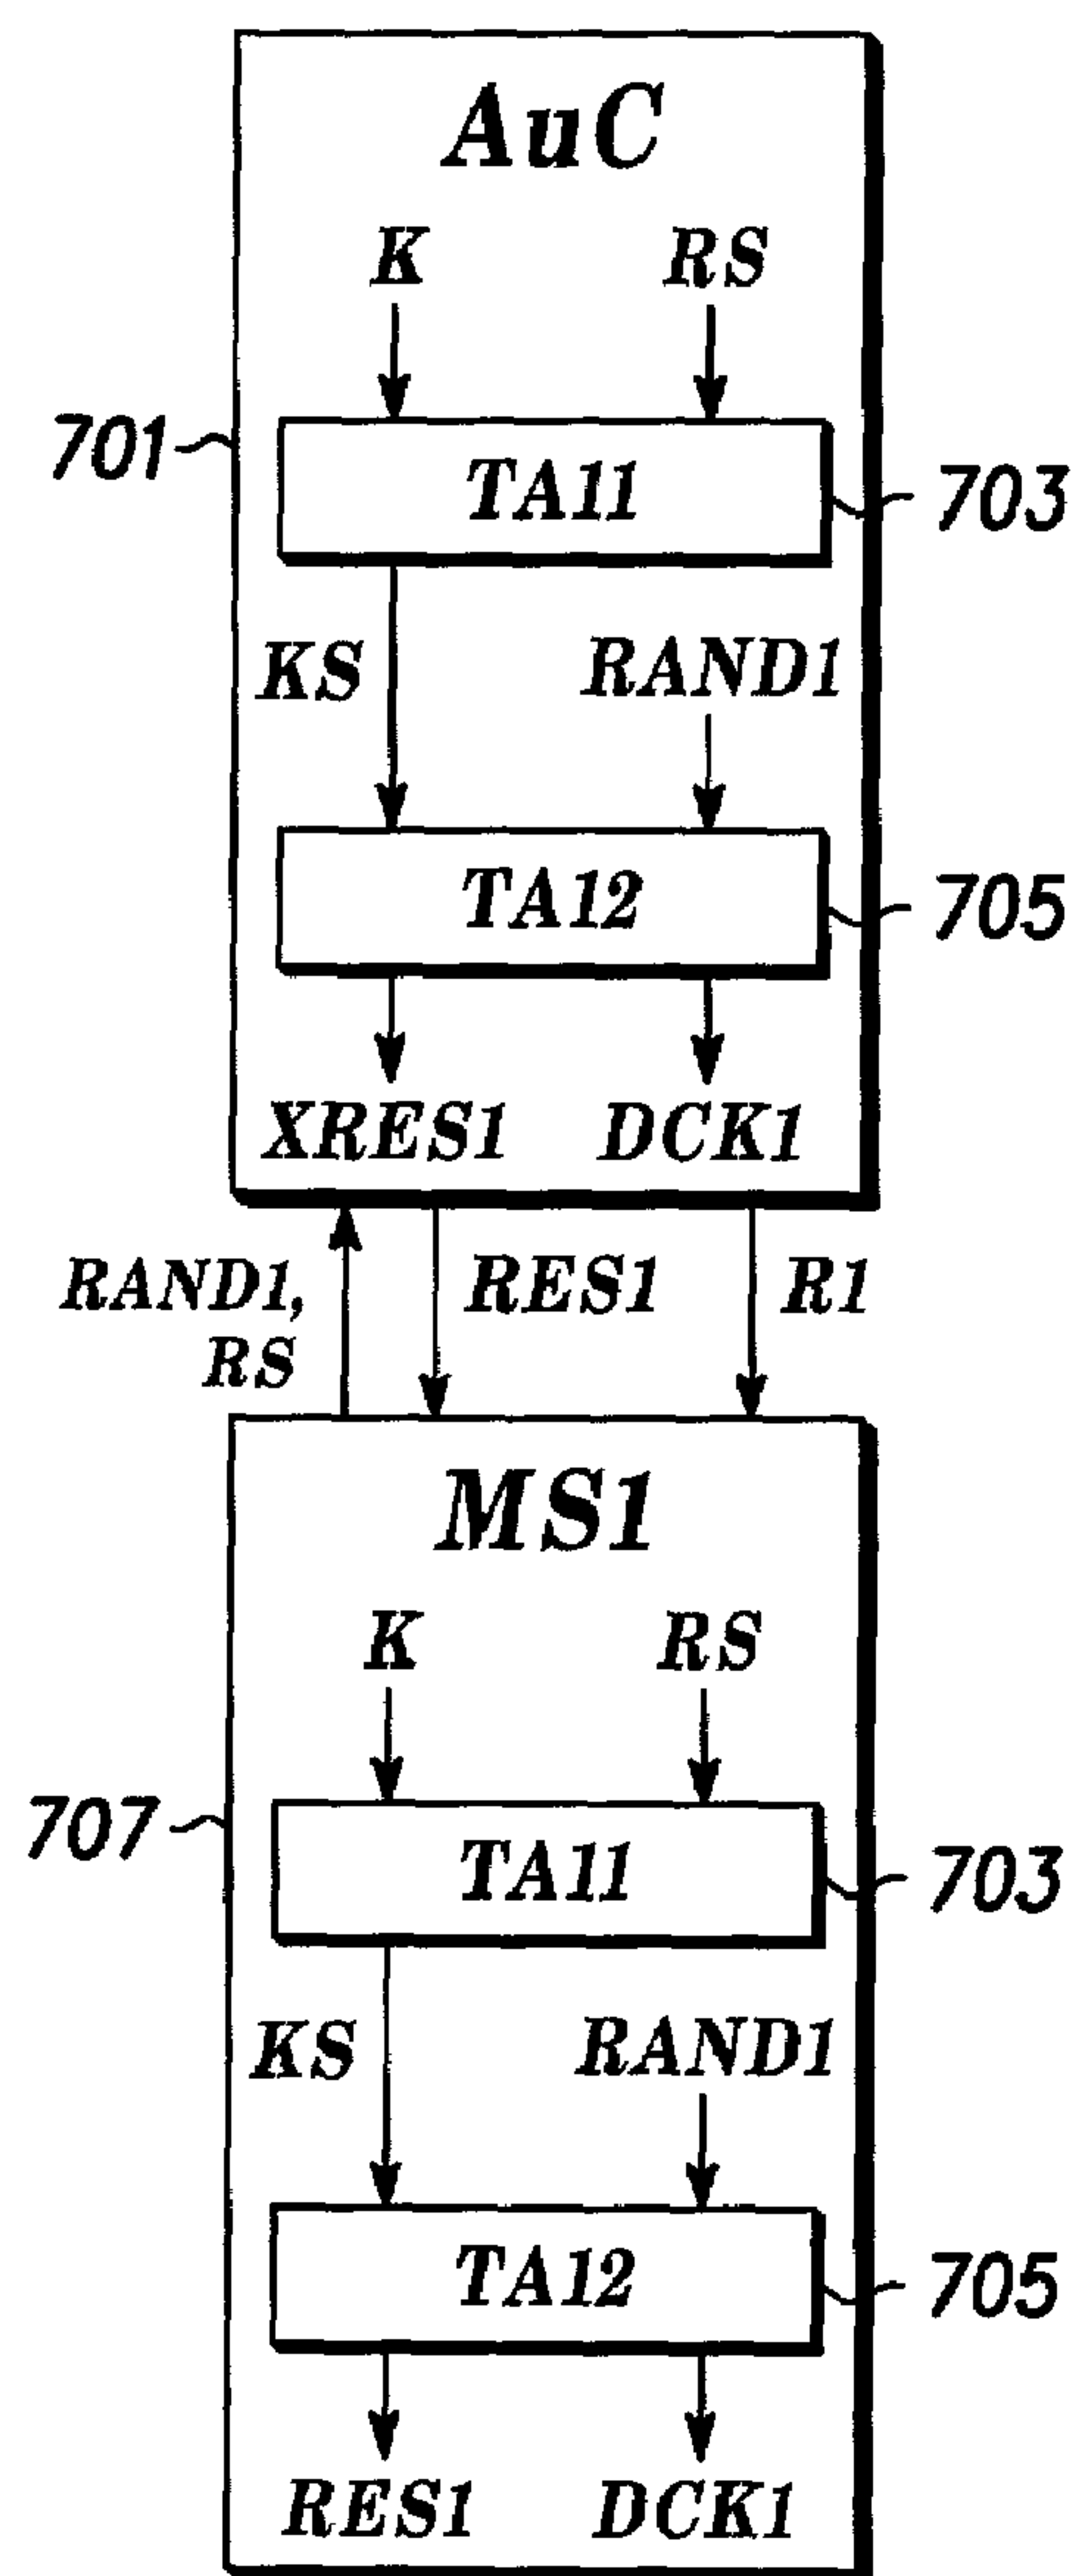 AuC
K RS
701
TA11
703
KS RAND1
TA12
705
XRES1 DCK1
RAND1,
RS
RES1
R1
MS1
K RS
707
TA11
703
KS RAND1
TA12
705
RES1 DCK1